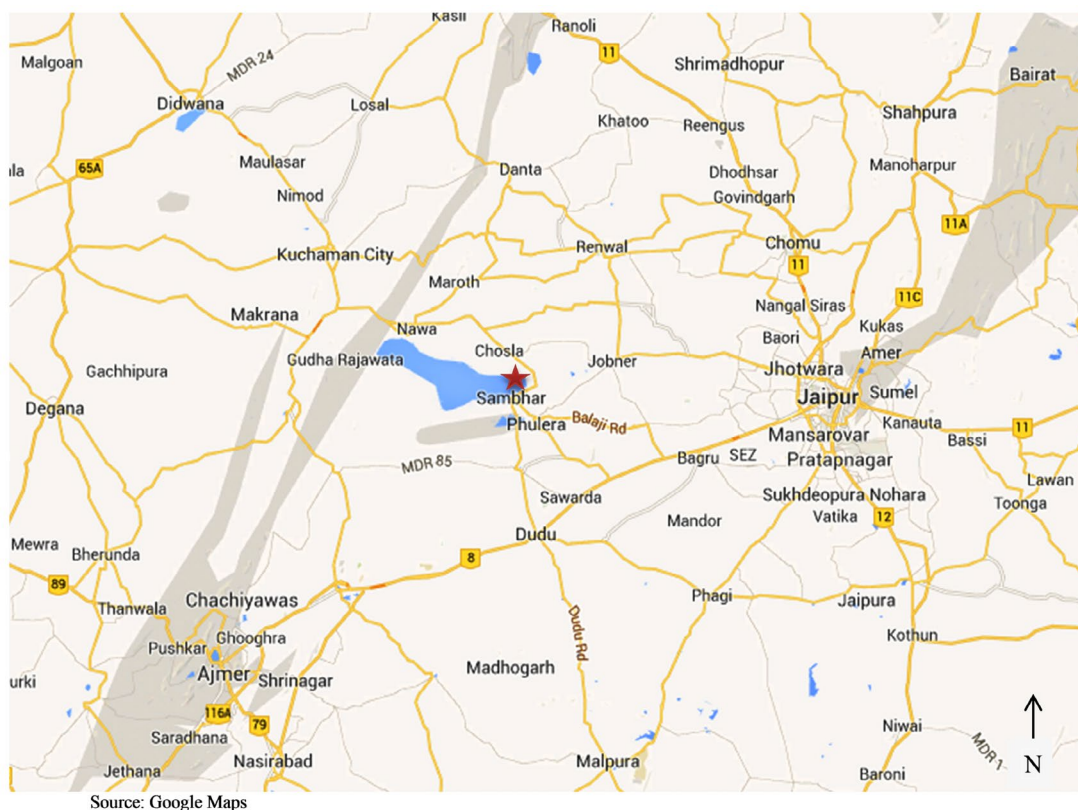 Kasli
Ranoli
Malgoan
MDR 24
11
Shrimadhopur
Bairat
Didwana
Losal
Shahpura
Khatoo
Reengus
65A
Maulasar
Danta
Dhodhsar
Manoharpur
Nimod
Govindgarh
11A
Kuchaman City
Renwal
Chomu
11
Maroth
11C
Makrana
Nangal Siras
Nawa
Kukas
Baori
Gudha Rajawata
Chosla
Jobner
Amer
Gachhipura
Jhotwara
Degana
Sambhar
Jaipur
Sumel
Phulera
Balaji Rd
Kanauta
11
Mansarovar
Bassi
MDR 85
Bagru
SEZ
Pratapnagar
Lawan
Sawarda
Sukhdeopura Nohara
Toonga
Mandor
Vatika
12
Dudu
Mewra
Bherunda
8
89
Chachiyawas
Phagi
Jaipura
Thanwala
Dudu Rd
Pushkar
Ghooghra
Kothun
Ajmer
Shrinagar
Madhogarh
urki
116A
79
Niwai
Saradhana
Nasirabad
Malpura
MDR 1
N
Jethana
Baroni
Source: Google Maps